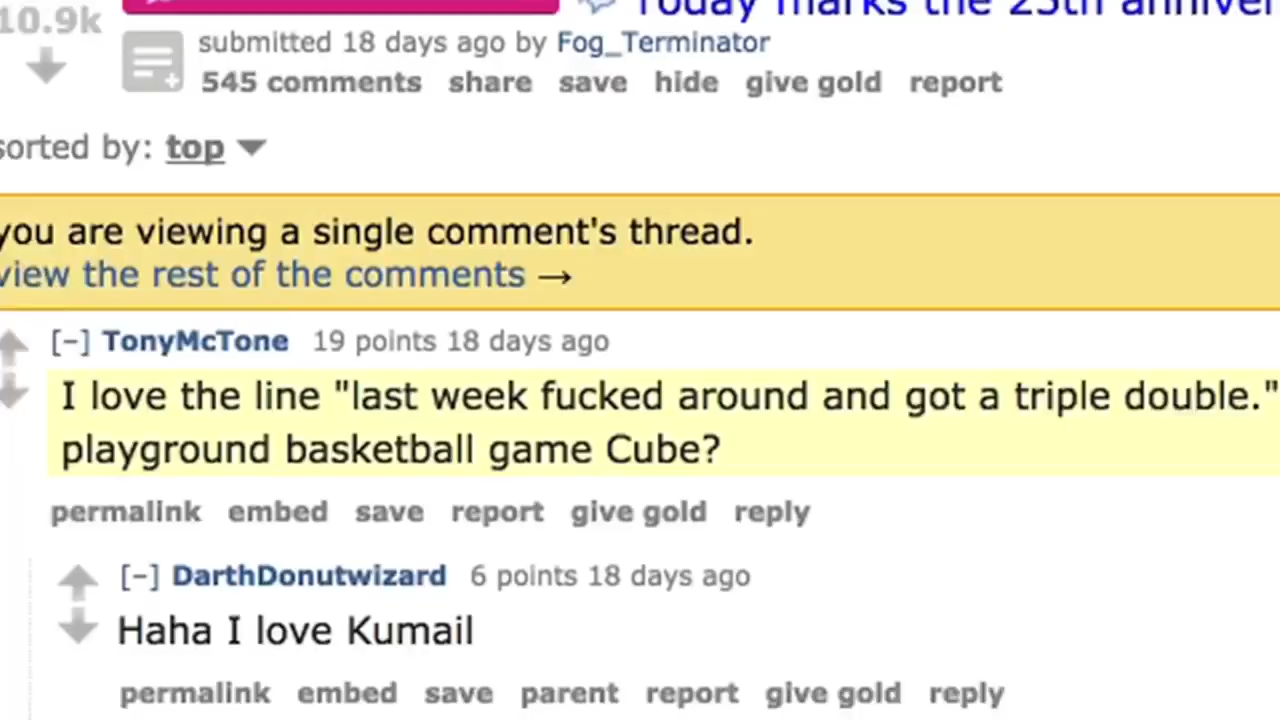 Today marks the 25th
10.9k
submitted 18 days ago by Fog_Terminator
545 comments share save hide give gold report
sorted by: top
you are viewing a single comment's thread.
view the rest of the comments →
[–] TonyMcTone 19 points 18 days ago
I love the line "last week fucked around and got a triple double."
playground basketball game Cube?
permalink embed save report give gold reply
[–] DarthDonutwizard 6 points 18 days ago
Haha I love Kumail
permalink embed save parent report give gold reply